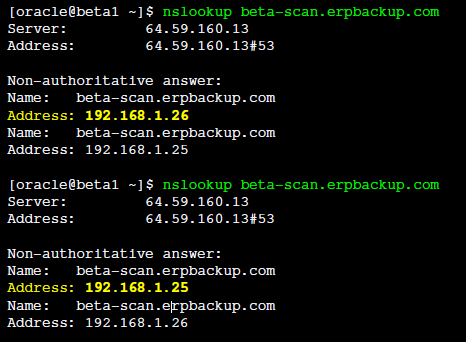 [oracle@beta1 ~]$ nslookup beta-scan.erpbackup.com
Server: 64.59.160.13
Address: 64.59.160.13#53
Non-authoritative answer:
Name: beta-scan.erpbackup.com
Address: 192.168.1.26
Name: beta-scan.erpbackup.com
Address: 192.168.1.25
[oracle@beta1 ~]$ nslookup beta-scan.erpbackup.com
Server: 64.59.160.13
Address: 64.59.160.13#53
Non-authoritative answer:
Name: beta-scan.erpbackup.com
Address: 192.168.1.25
Name: beta-scan.erpbackup.com
Address: 192.168.1.26